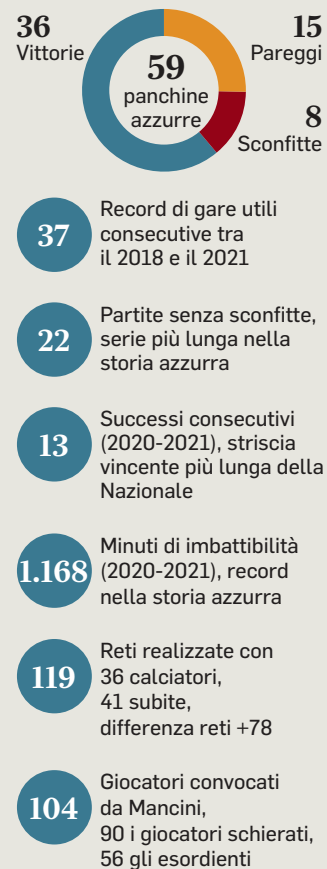 36
Vittorie
15
Pareggi
59
panchine
azzurre
8
Sconfitte
37
Record di gare utili
consecutive tra
il 2018 e il 2021
22
Partite senza sconfitte,
serie più lunga nella
storia azzurra
13
Successi consecutivi
(2020-2021), striscia
vincente più lunga della
Nazionale
1.168
Minuti di imbattibilità
(2020-2021), record
nella storia azzurra
119
Reti realizzate con
36 calciatori,
41 subite,
differenza reti +78
104
Giocatori convocati
da Mancini,
90 i giocatori schierati,
56 gli esordienti